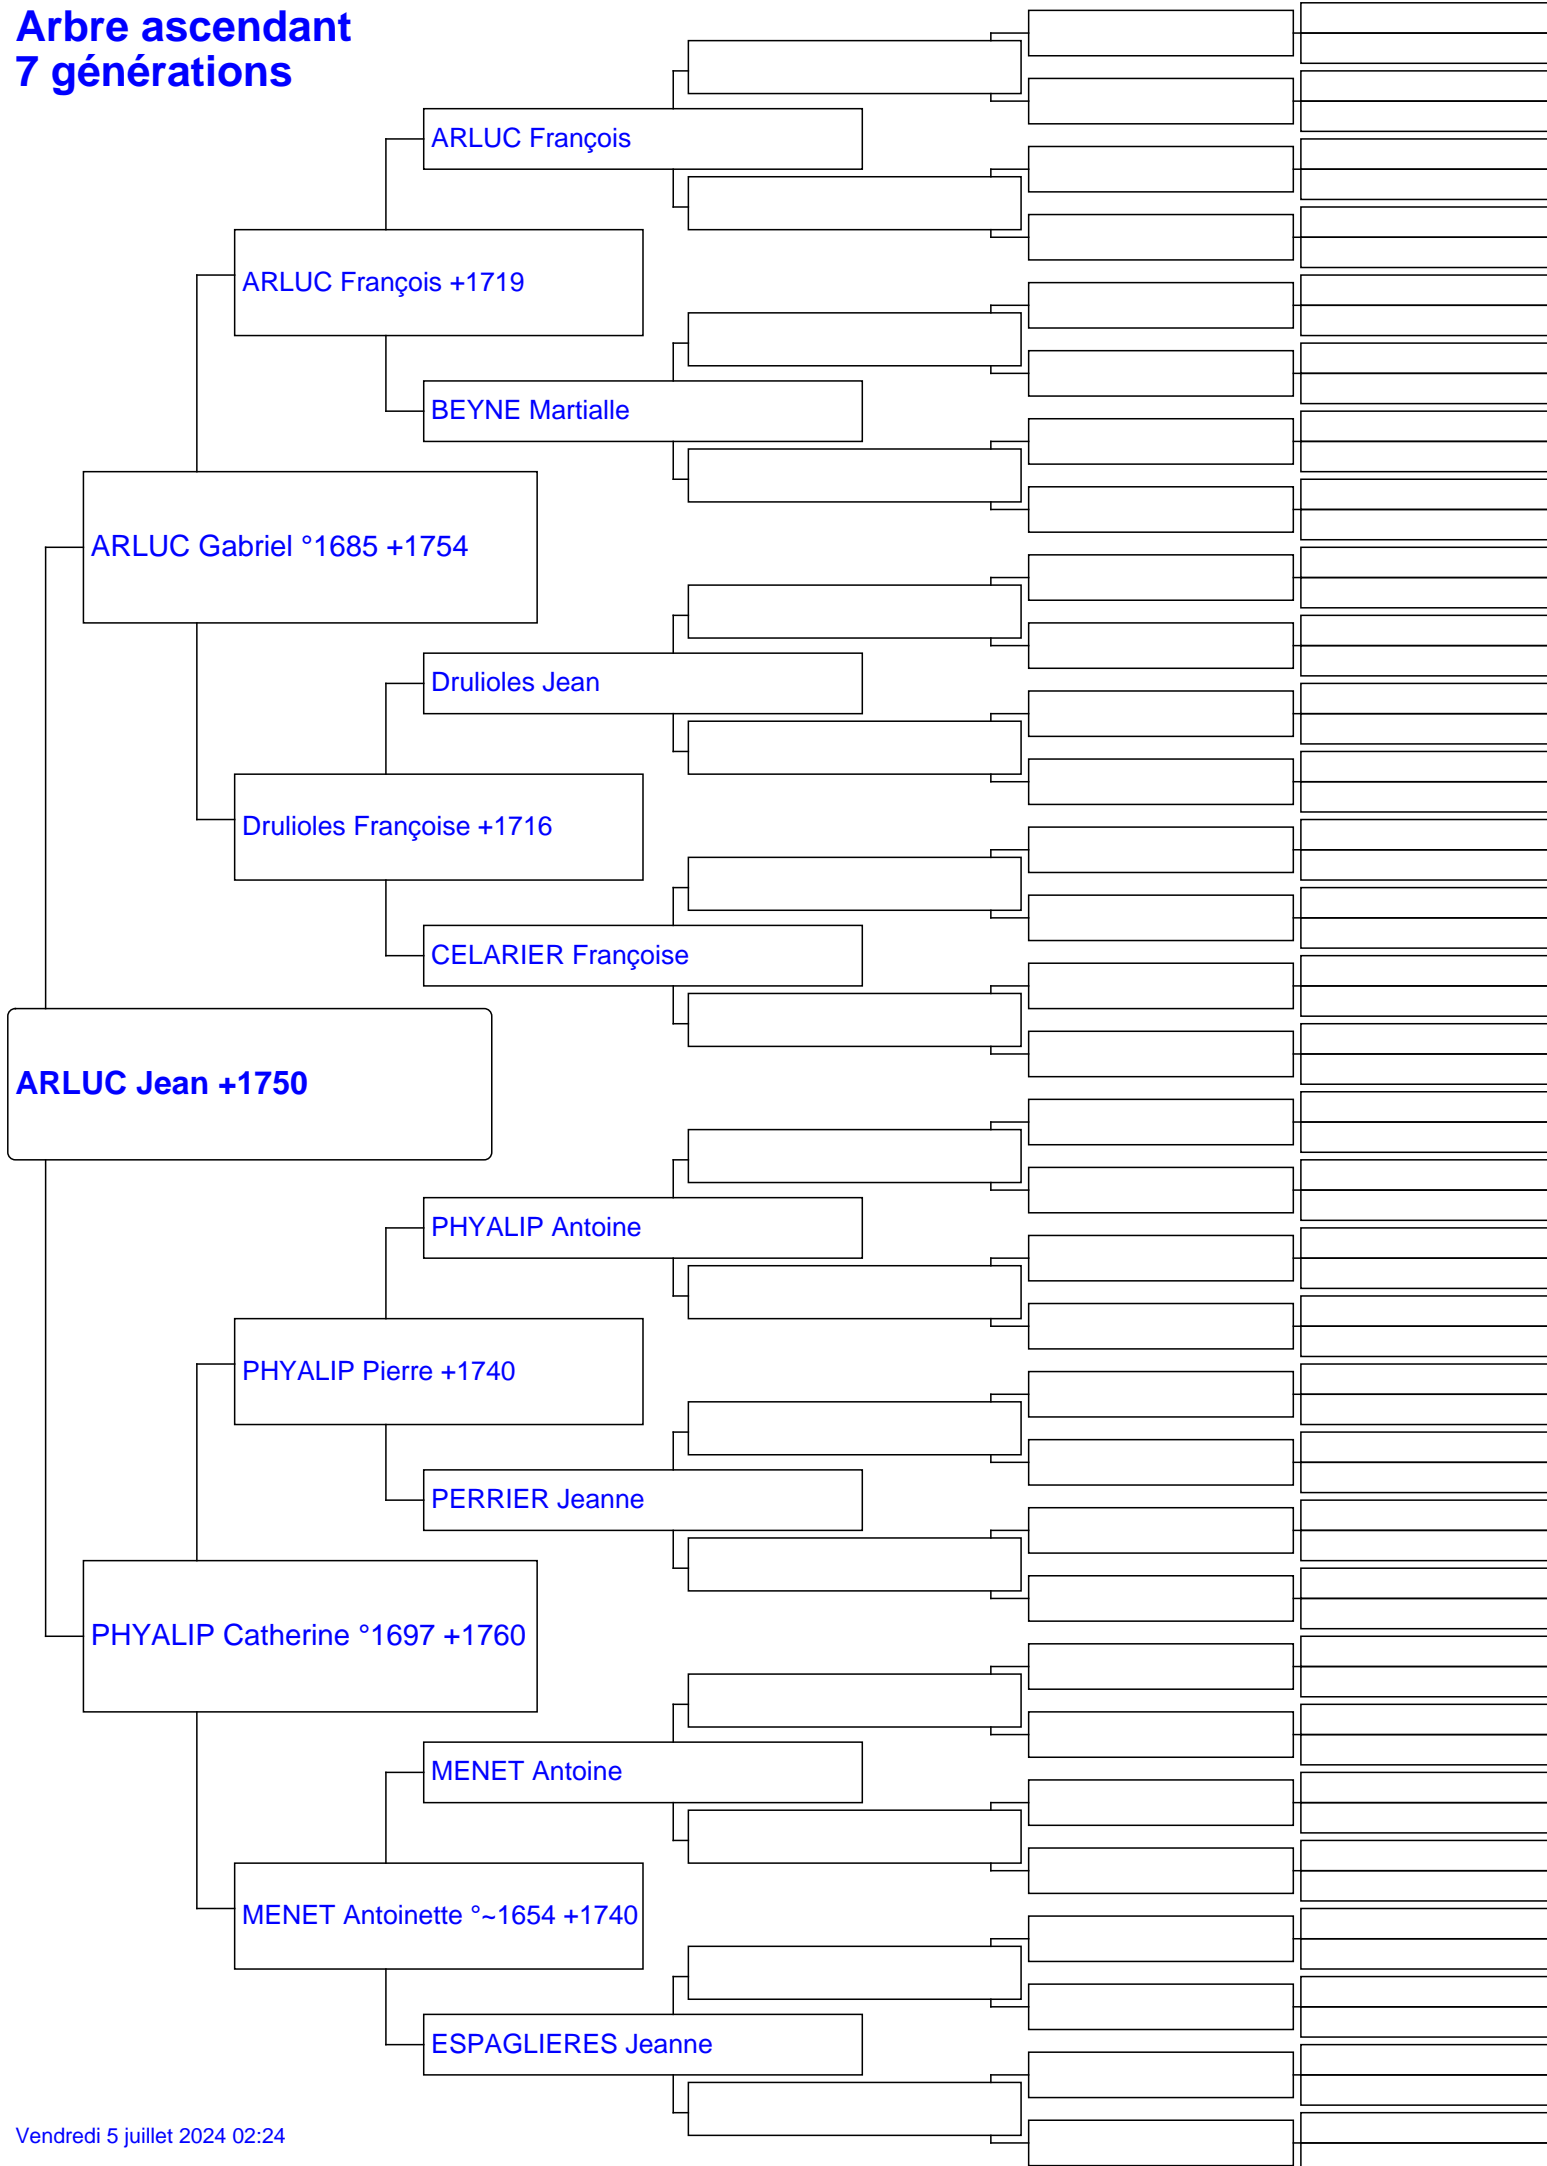 Arbre ascendant
7 générations
ARLUC François
ARLUC François +1719
BEYNE Martialle
ARLUC Gabriel °1685 +1754
Drulioles Jean
Drulioles Françoise +1716
CELARIER Françoise
ARLUC Jean +1750
PHYALIP Antoine
PHYALIP Pierre +1740
PERRIER Jeanne
PHYALIP Catherine °1697 +1760
MENET Antoine
MENET Antoinette °~1654 +1740
ESPAGLIERES Jeanne
Vendredi 5 juillet 2024 02:24